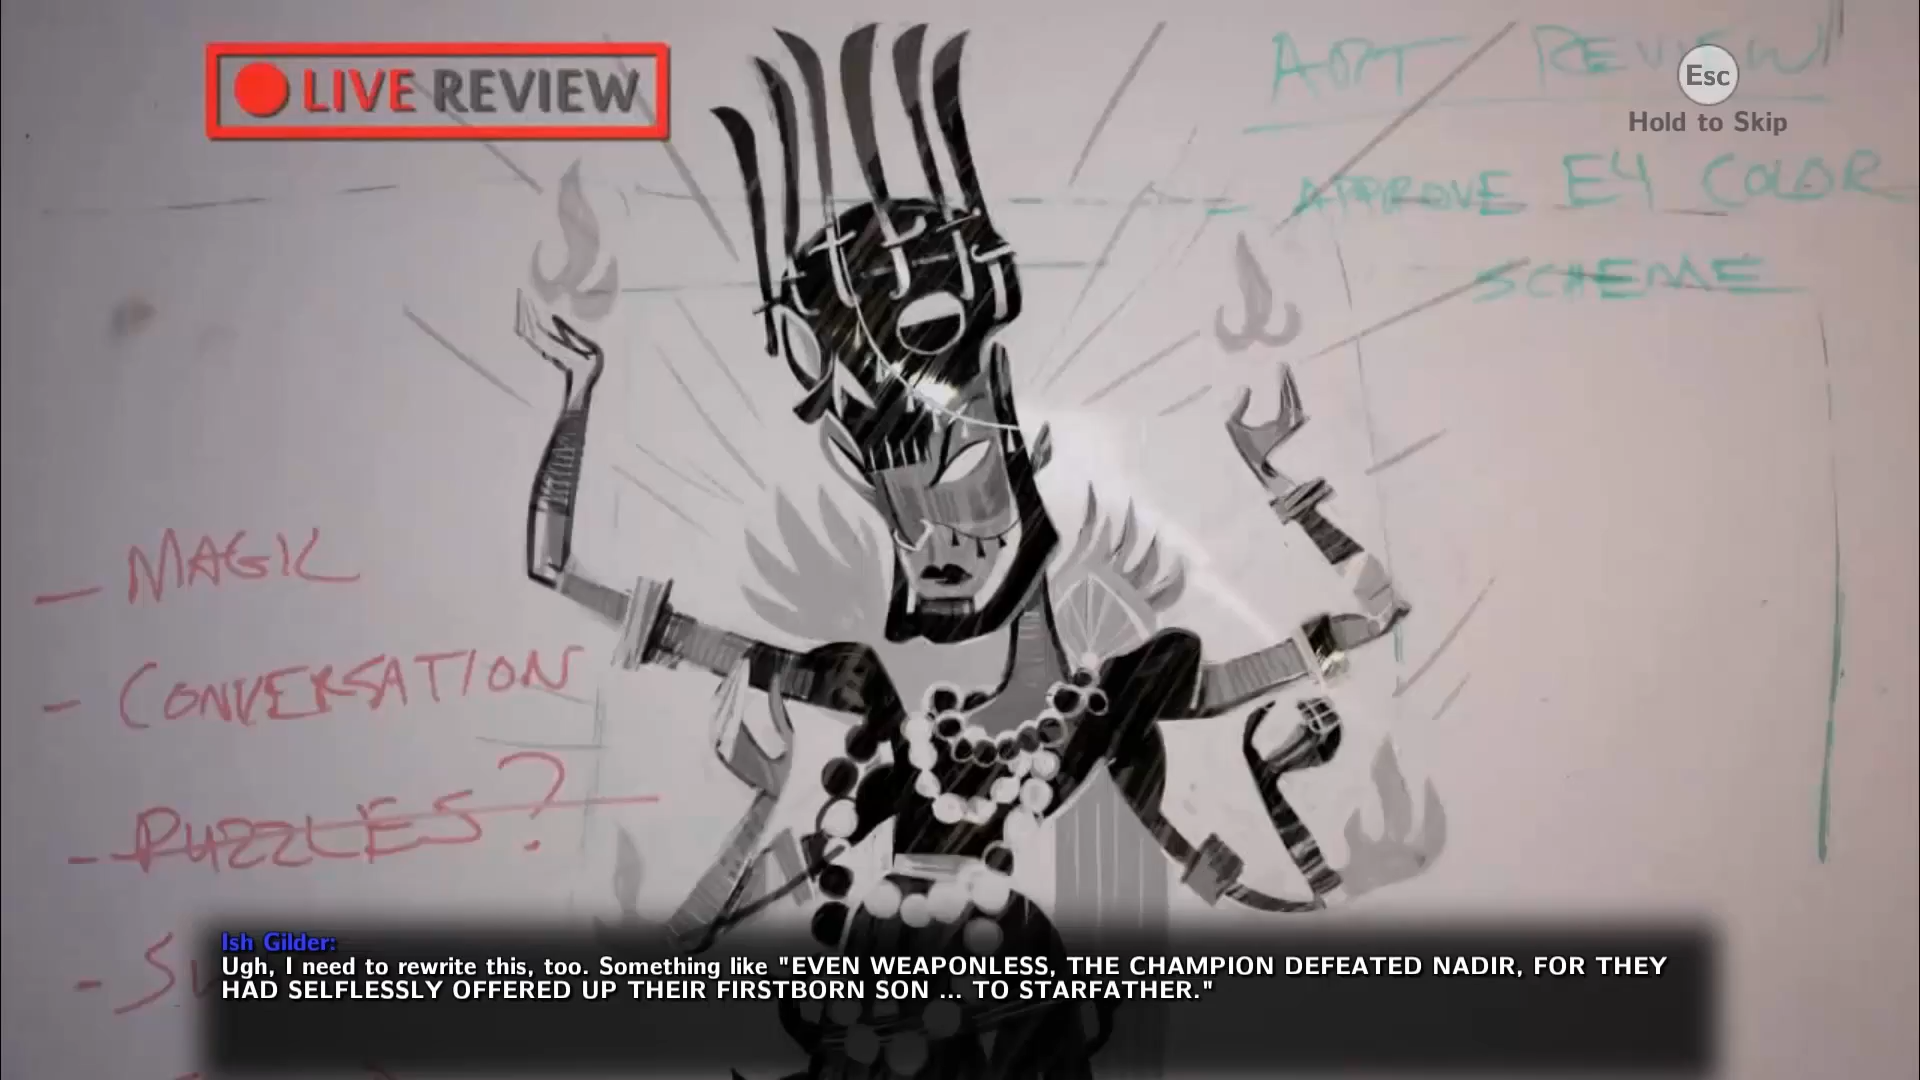 LIVE REVIEW
ART REVIEW
Esc
Hold to Skip
- APPROVE E4 COLOR
SCHEME
- MAGIC
- CONVERSATION
- PUZZLES?
Ish Gilder:
Ugh, I need to rewrite this, too. Something like "EVEN WEAPONLESS, THE CHAMPION DEFEATED NADIR, FOR THEY
HAD SELFLESSLY OFFERED UP THEIR FIRSTBORN SON ... TO STARFATHER."